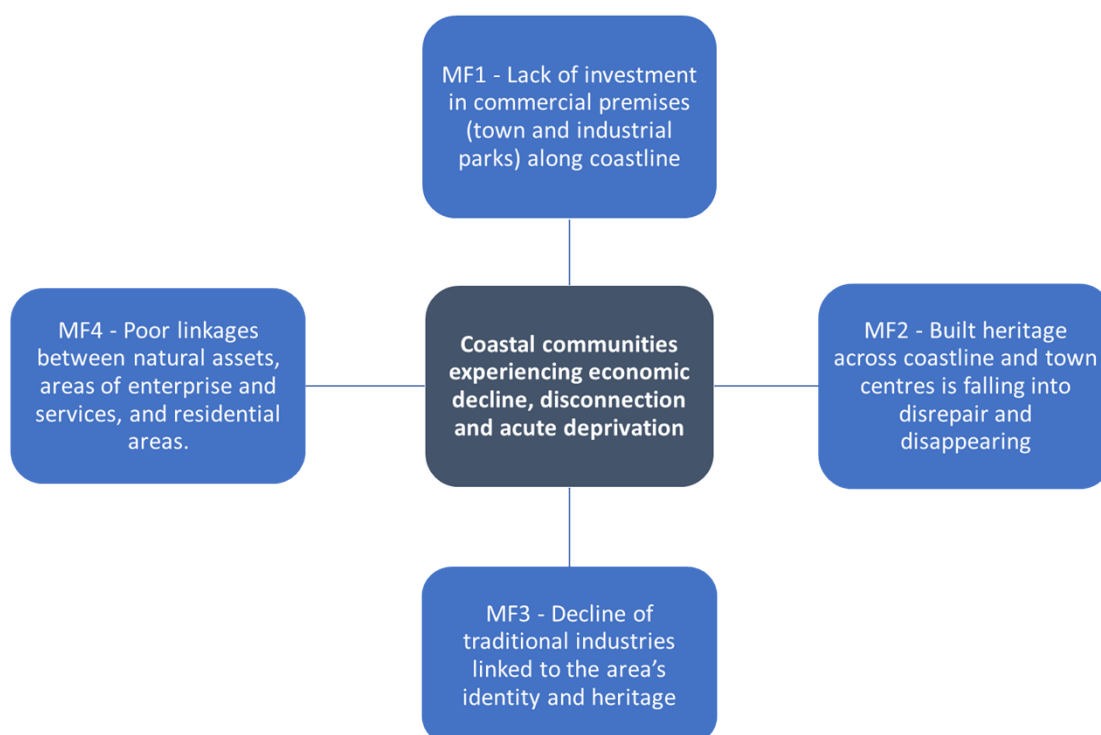 MF1 - Lack of investment
in commercial premises
(town and industrial
parks) along coastline
MF4 - Poor linkages
between natural assets,
areas of enterprise and
services, and residential
areas.
Coastal communities
experiencing economic
decline, disconnection
and acute deprivation
MF2 - Built heritage
across coastline and town
centres is falling into
disrepair and
disappearing
MF3 - Decline of
traditional industries
linked to the area’s
identity and heritage